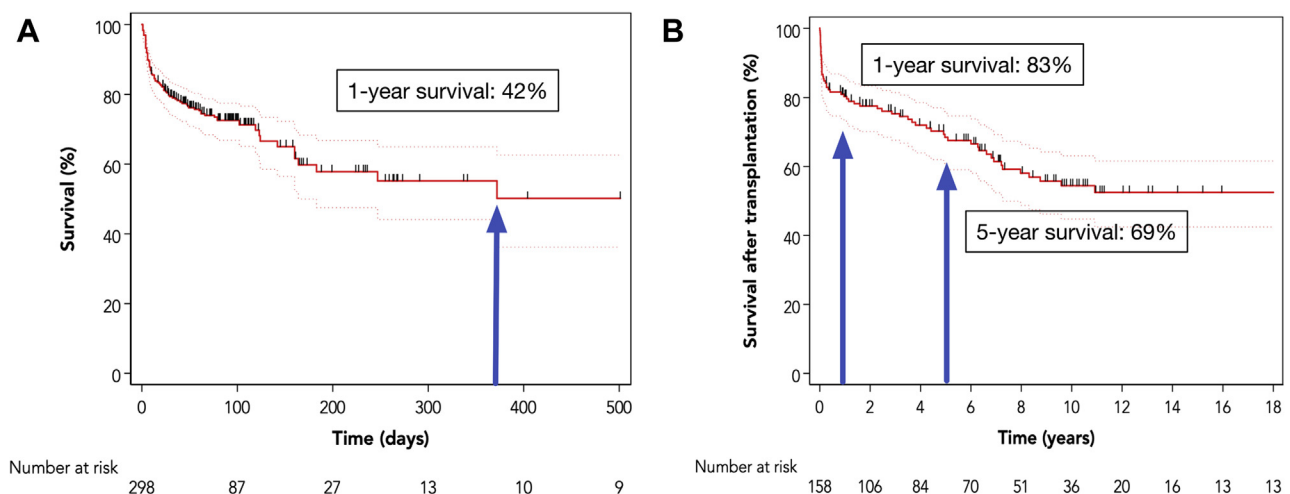 A
Survival (%)
100
80
60
40
20
0
1-year survival: 42%
0 100 200 300 400 500
Time (days)
Number at risk
298 87 27 13 10 9
B
Survival after transplantation (%)
100
80
60
40
20
0
1-year survival: 83%
5-year survival: 69%
0 2 4 6 8 10 12 14 16 18
Time (years)
Number at risk
158 106 84 70 51 36 20 16 13 13